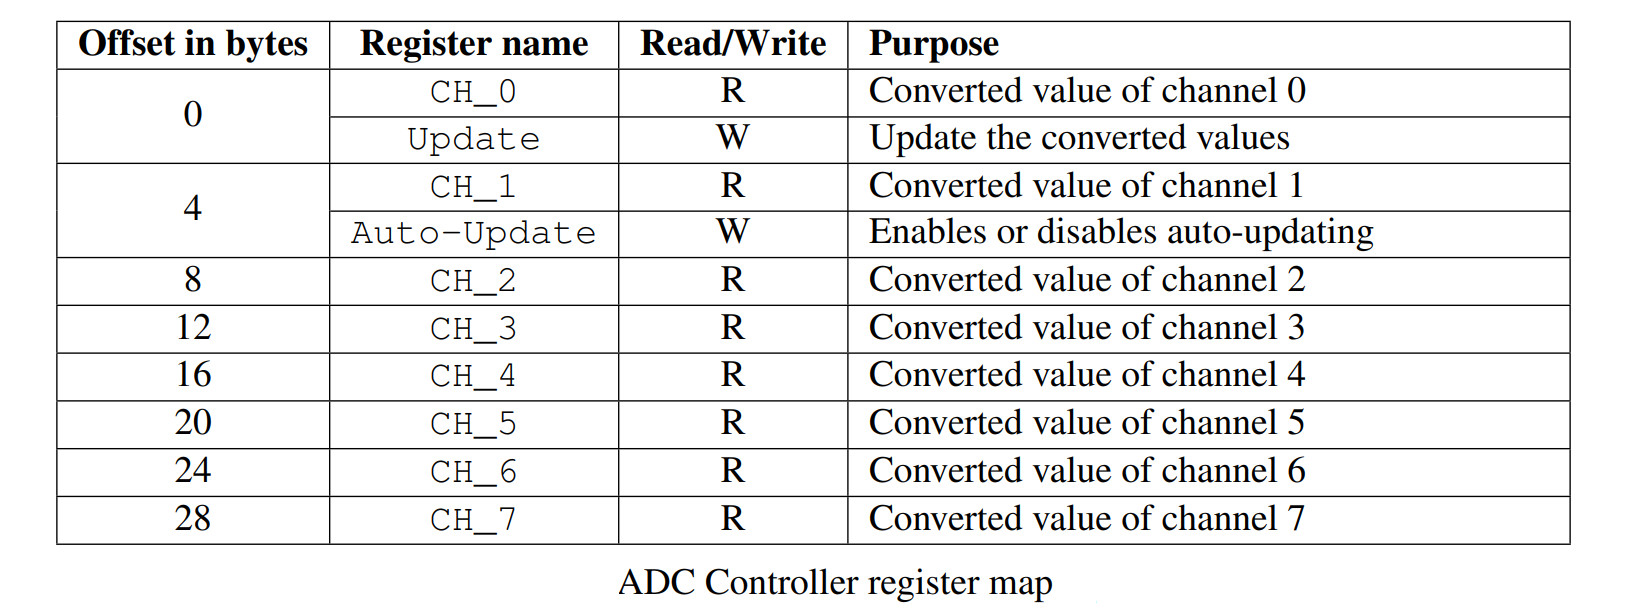 Offset in bytes Register name Read/Write Purpose
0 CH_0 R Converted value of channel 0
Update W Update the converted values
4 CH_1 R Converted value of channel 1
Auto-Update W Enables or disables auto-updating
8 CH_2 R Converted value of channel 2
12 CH_3 R Converted value of channel 3
16 CH_4 R Converted value of channel 4
20 CH_5 R Converted value of channel 5
24 CH_6 R Converted value of channel 6
28 CH_7 R Converted value of channel 7
ADC Controller register map